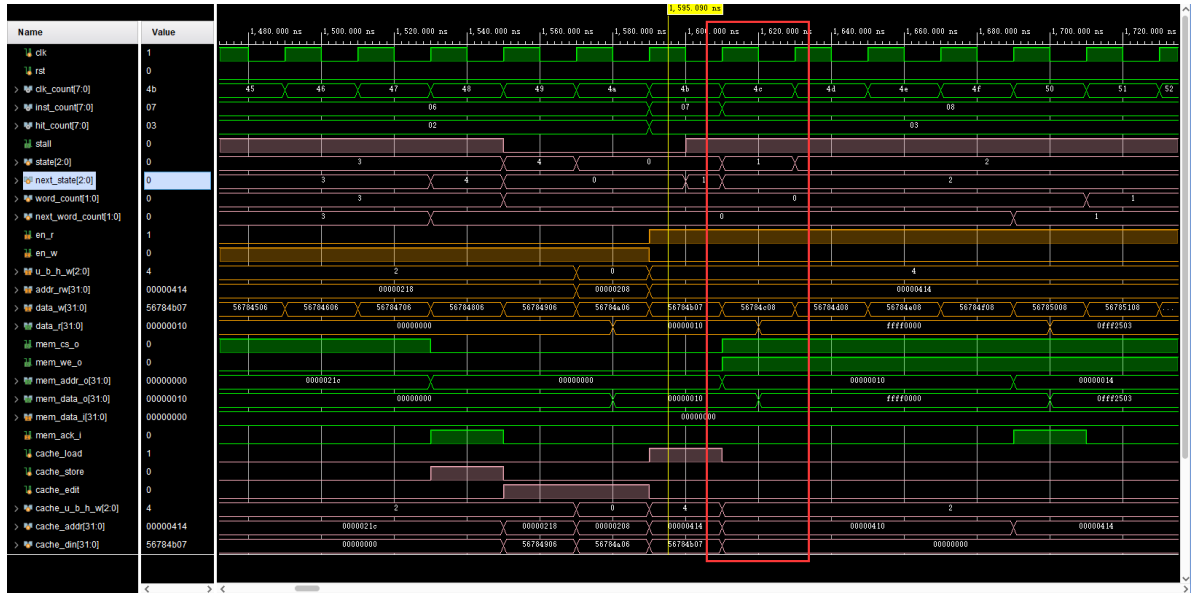 1,595.090 ns
Name Value
1,480.000 ns 1,500.000 ns 1,520.000 ns 1,540.000 ns 1,560.000 ns 1,580.000 ns 1,600.000 ns 1,620.000 ns 1,640.000 ns 1,660.000 ns 1,680.000 ns 1,700.000 ns 1,720.000 ns
clk 1
rst 0
clk_count[7:0] 4b 45 46 47 48 49 4a 4b 4c 4d 4e 4f 50 51 52
inst_count[7:0] 07 06 07 08
hit_count[7:0] 03 02 03
stall 0
state[2:0] 0 3 4 0 1 2
next_state[2:0] 0 3 4 0 1 2
word_count[1:0] 0 3 0 1
next_word_count[1:0] 0 3 0 1
en_r 1
en_w 0
u_b_h_w[2:0] 4 2 0 4
addr_rw[31:0] 00000414 00000218 00000208 00000414
data_w[31:0] 56784b07 56784506 56784606 56784706 56784806 56784906 56784a06 56784b07 56784c08 56784d08 56784e08 56784f08 56785008 56785108 ...
data_r[31:0] 00000010 00000000 00000010 ffff0000 0fff2503
mem_cs_o 0
mem_we_o 0
mem_addr_o[31:0] 00000000 0000021c 00000000 00000010 00000014
mem_data_o[31:0] 00000010 00000000 00000010 ffff0000 0fff2503
mem_data_i[31:0] 00000000 00000000
mem_ack_i 0
cache_load 1
cache_store 0
cache_edit 0
cache_u_b_h_w[2:0] 4 2 0 4 2
cache_addr[31:0] 00000414 0000021c 00000218 00000208 00000414 00000410 00000414
cache_din[31:0] 56784b07 00000000 56784906 56784a06 56784b07 00000000